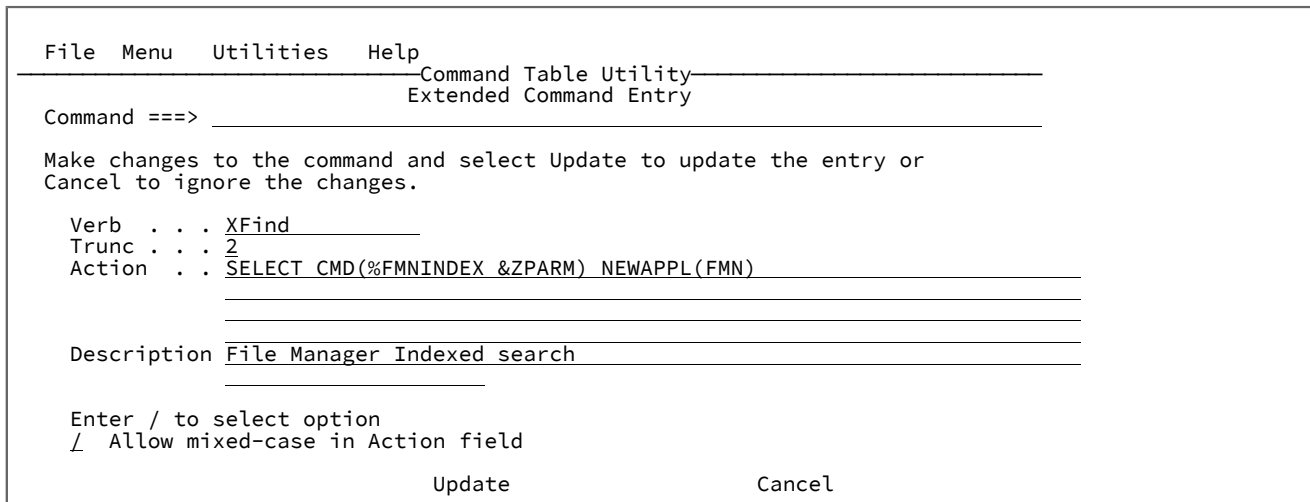 File  Menu   Utilities   Help
Command Table Utility
Extended Command Entry
Command ===>
Make changes to the command and select Update to update the entry or
Cancel to ignore the changes.
Verb  . . . XFind
Trunc . . . 2
Action  . . SELECT CMD(%FMNINDEX &ZPARM) NEWAPPL(FMN)
Description File Manager Indexed search
Enter / to select option
/  Allow mixed-case in Action field
Update                   Cancel